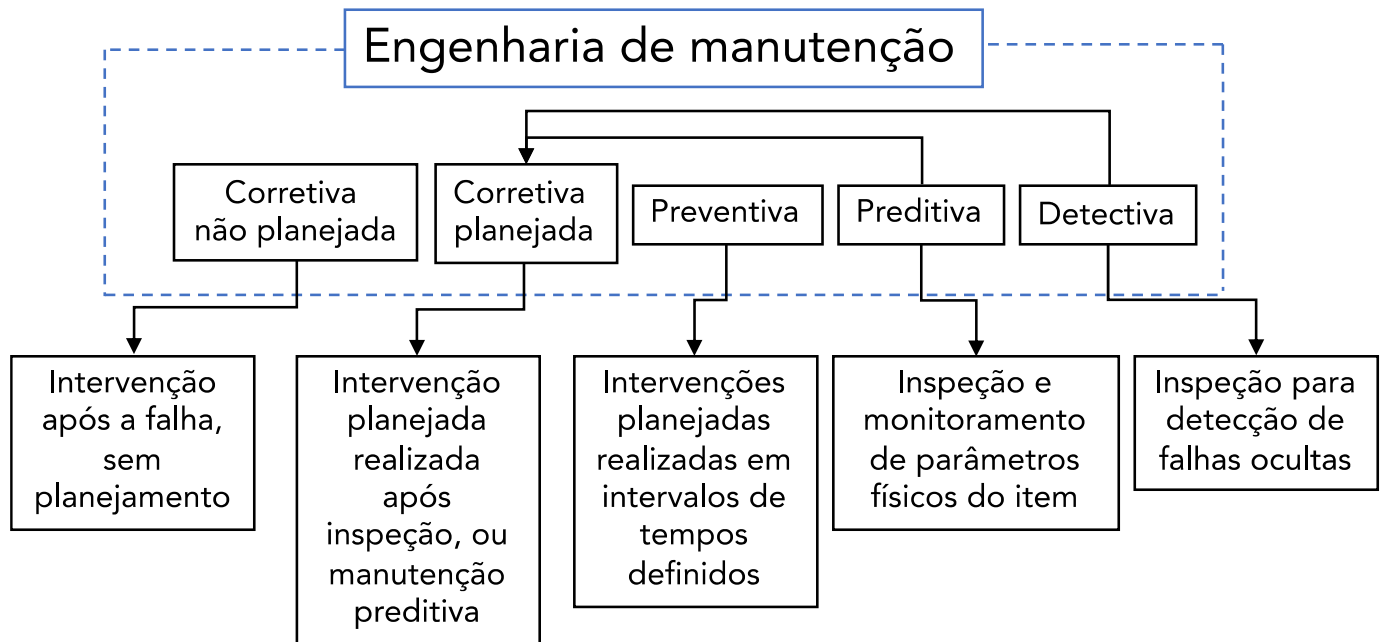 Engenharia de manutenção
Corretiva
não planejada
Corretiva
planejada
Preventiva
Preditiva
Detectiva
Intervenção
após a falha,
sem
planejamento
Intervenção
planejada
realizada
após
inspeção, ou
manutenção
preditiva
Intervenções
planejadas
realizadas em
intervalos de
tempos
definidos
Inspeção e
monitoramento
de parâmetros
físicos do item
Inspeção para
detecção de
falhas ocultas